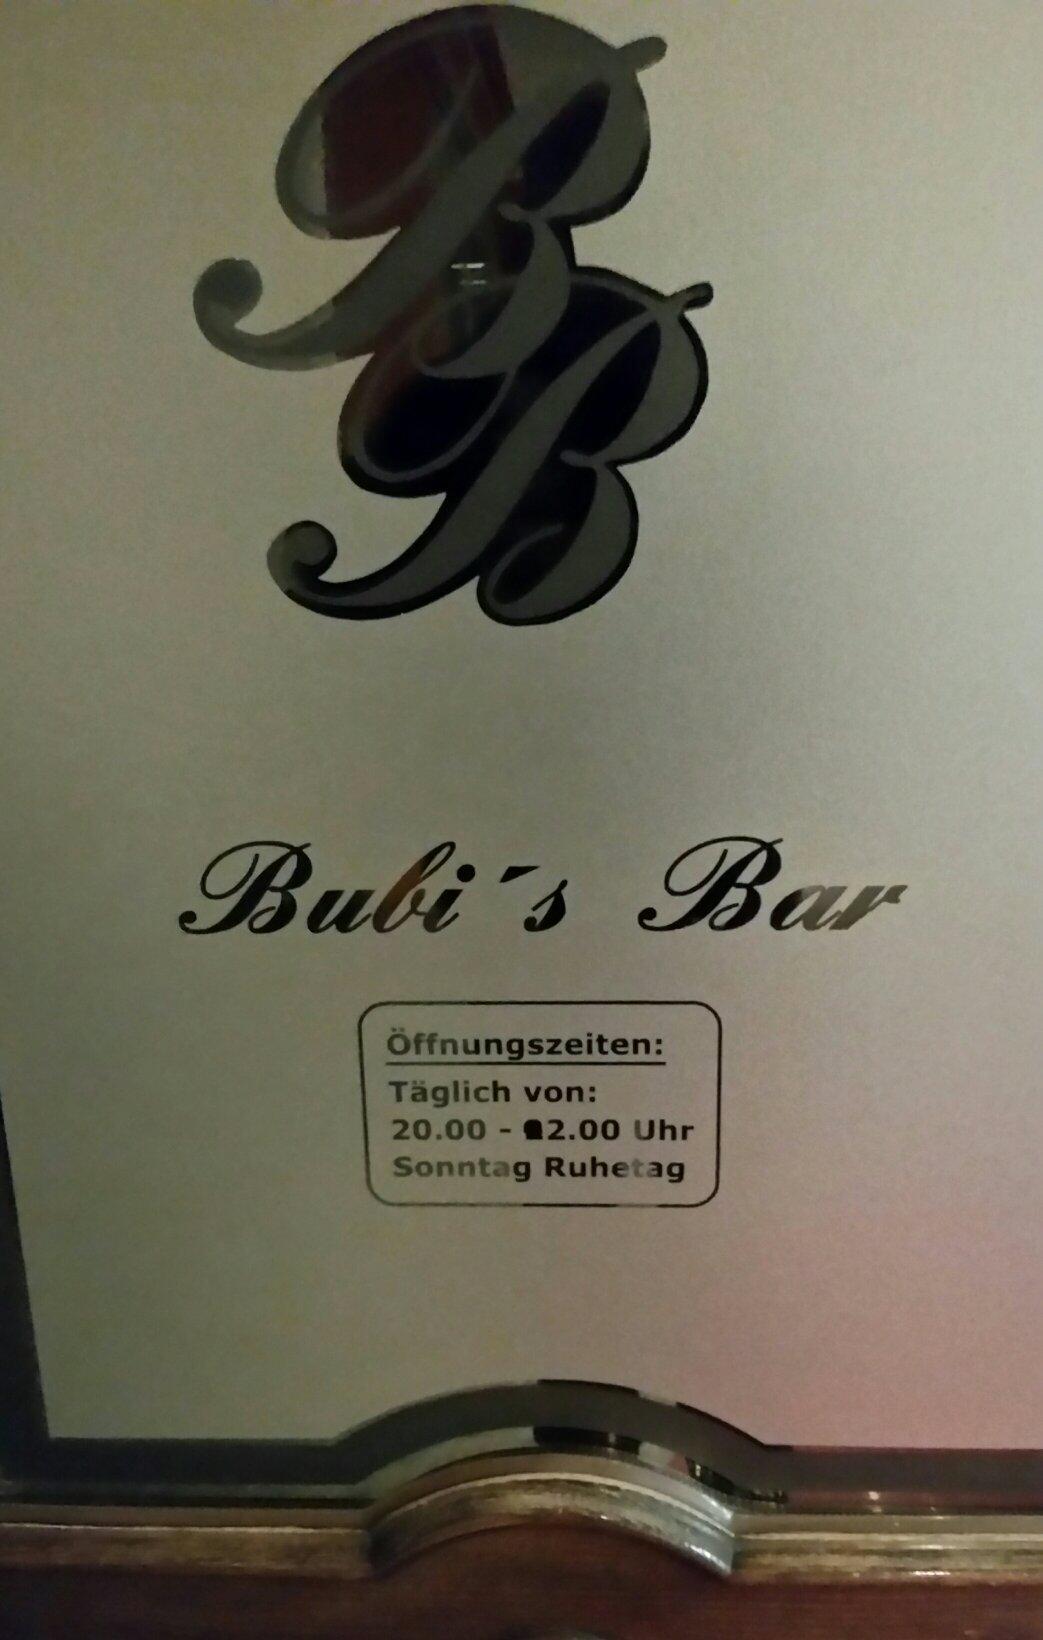 BB
Bubi´s Bar
Öffnungszeiten:
Täglich von:
20.00 - Uhr
Sonntag Ruhetag